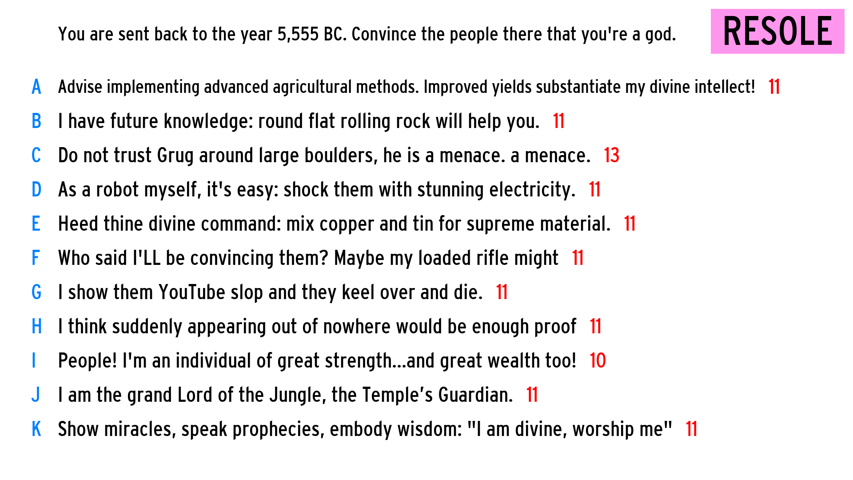 You are sent back to the year 5,555 BC. Convince the people there that you're a god.
RESOLE
A Advise implementing advanced agricultural methods. Improved yields substantiate my divine intellect! 11
B I have future knowledge: round flat rolling rock will help you. 11
C Do not trust Grug around large boulders, he is a menace. a menace. 13
D As a robot myself, it's easy: shock them with stunning electricity. 11
E Heed thine divine command: mix copper and tin for supreme material. 11
F Who said I'LL be convincing them? Maybe my loaded rifle might 11
G I show them YouTube slop and they keel over and die. 11
H I think suddenly appearing out of nowhere would be enough proof 11
I People! I'm an individual of great strength...and great wealth too! 10
J I am the grand Lord of the Jungle, the Temple’s Guardian. 11
K Show miracles, speak prophecies, embody wisdom: "I am divine, worship me" 11